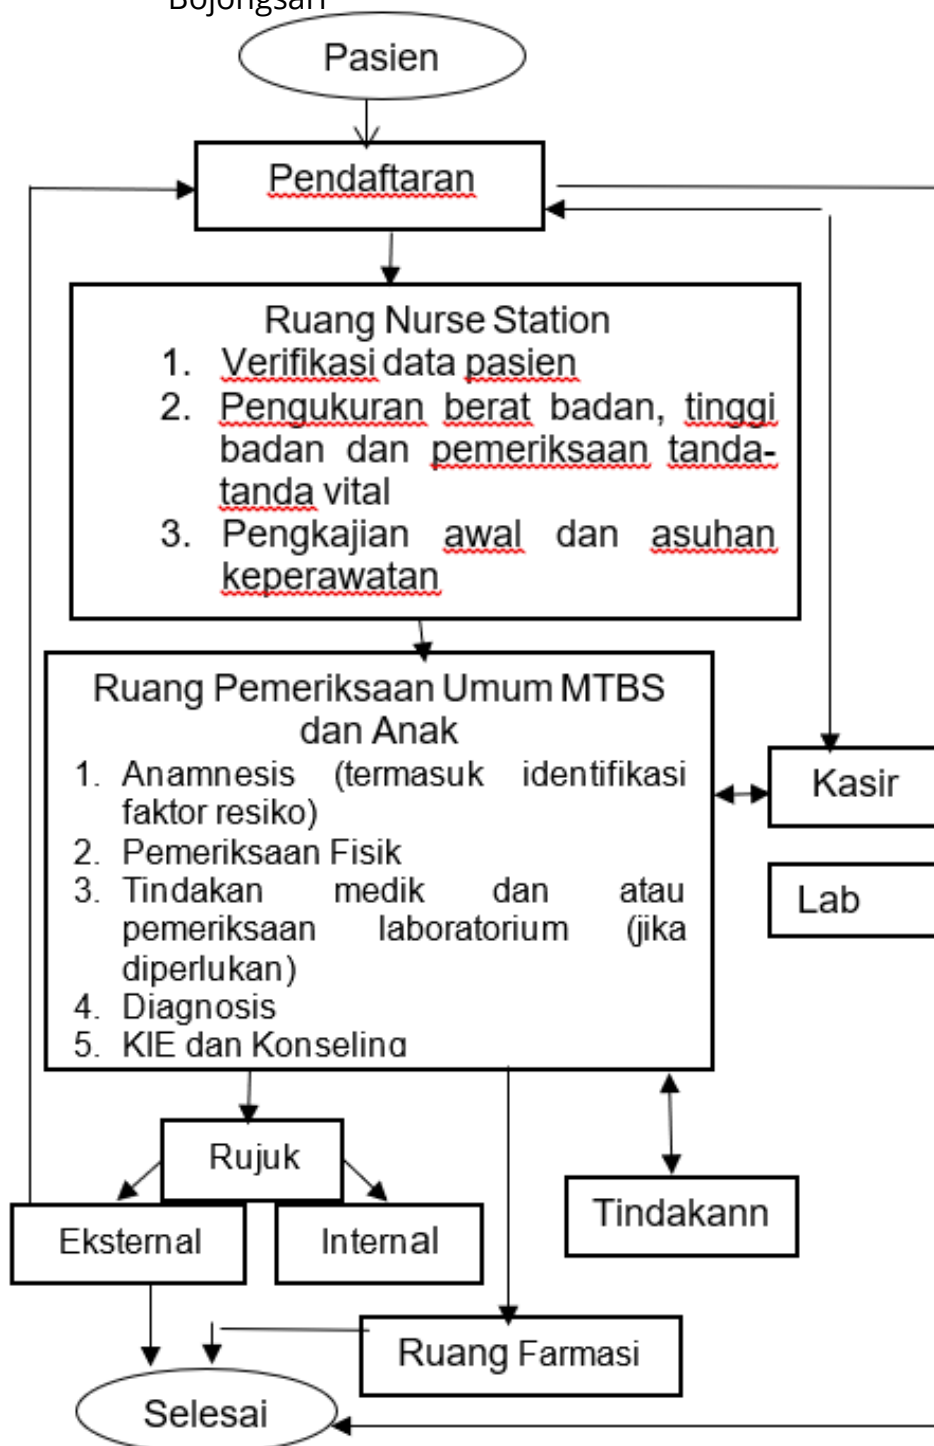 Bojongsari
Pasien
Pendaftaran
Ruang Nurse Station
1. Verifikasi data pasien
2. Pengukuran berat badan, tinggi
badan dan pemeriksaan tanda-
tanda vital
3. Pengkajian awal dan asuhan
keperawatan
Ruang Pemeriksaan Umum MTBS
dan Anak
1. Anamnesis (termasuk identifikasi
faktor resiko)
2. Pemeriksaan Fisik
3. Tindakan medik dan atau
pemeriksaan laboratorium (jika
diperlukan)
4. Diagnosis
5. KIE dan Konseling
Kasir
Lab
Rujuk
Eksternal
Internal
Tindakann
Ruang Farmasi
Selesai